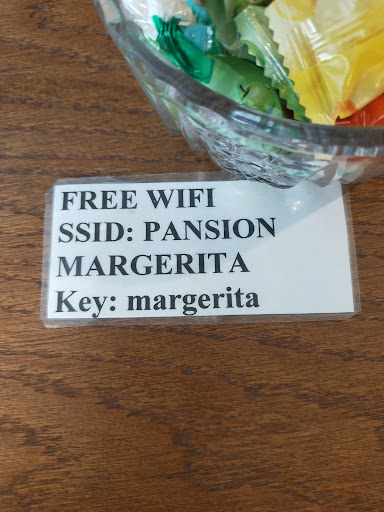 FREE WIFI
SSID: PANSION
MARGERITA
Key: margerita